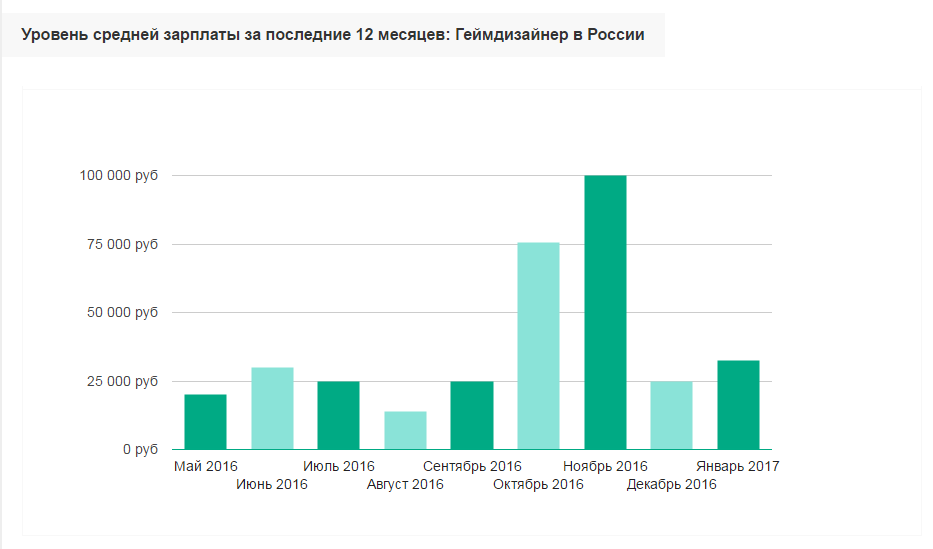 Уровень средней зарплаты за последние 12 месяцев: Геймдизайнер в России
100 000 руб
75 000 руб
50 000 руб
25 000 руб
0 руб
Май 2016
Июнь 2016
Июль 2016
Август 2016
Сентябрь 2016
Октябрь 2016
Ноябрь 2016
Декабрь 2016
Январь 2017